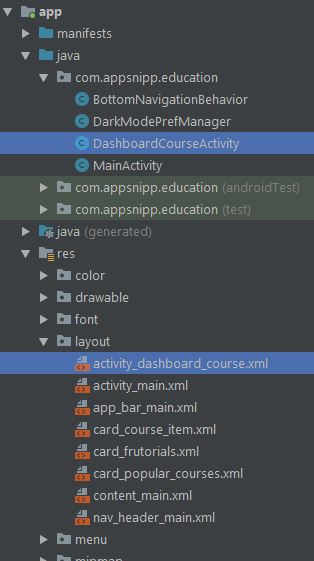 app
manifests
java
com.appsnipp.education
BottomNavigationBehavior
DarkModePrefManager
DashboardCourseActivity
MainActivity
com.appsnipp.education (androidTest)
com.appsnipp.education (test)
java (generated)
res
color
drawable
font
layout
activity_dashboard_course.xml
activity_main.xml
app_bar_main.xml
card_course_item.xml
card_frutorials.xml
card_popular_courses.xml
content_main.xml
nav_header_main.xml
menu
mipmap